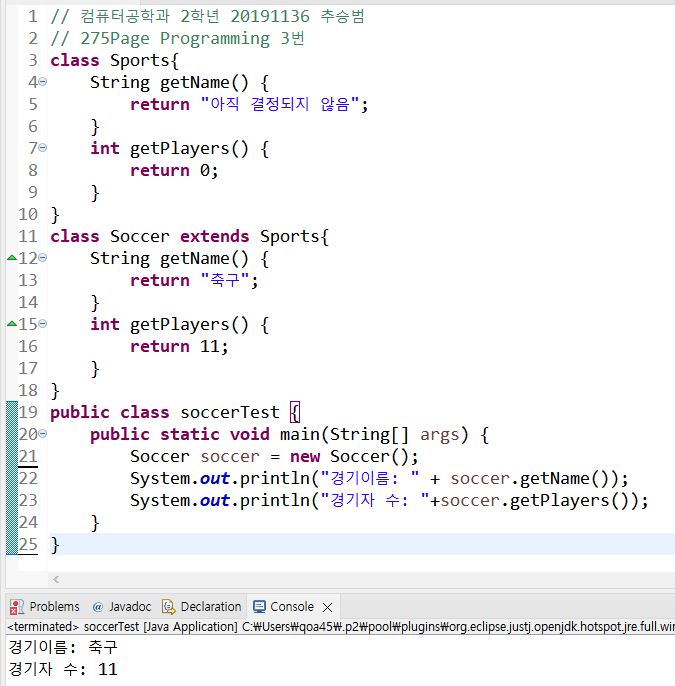 1 // 컴퓨터공학과 2학년 20191136 추승범
2 // 275Page Programming 3번
3 class Sports{
4 String getName() {
5 return "아직 결정되지 않음";
6 }
7 int getPlayers() {
8 return 0;
9 }
10 }
11 class Soccer extends Sports{
12 String getName() {
13 return "축구";
14 }
15 int getPlayers() {
16 return 11;
17 }
18 }
19 public class soccerTest {
20 public static void main(String[] args) {
21 Soccer soccer = new Soccer();
22 System.out.println("경기이름: " + soccer.getName());
23 System.out.println("경기자 수: "+soccer.getPlayers());
24 }
25 }
Problems @ Javadoc Declaration Console
<terminated> soccerTest [Java Application] C:₩Users₩qoa45₩.p2₩pool₩plugins₩org.eclipse.justj.openjdk.hotspot.jre.full.wi
경기이름: 축구
경기자 수: 11